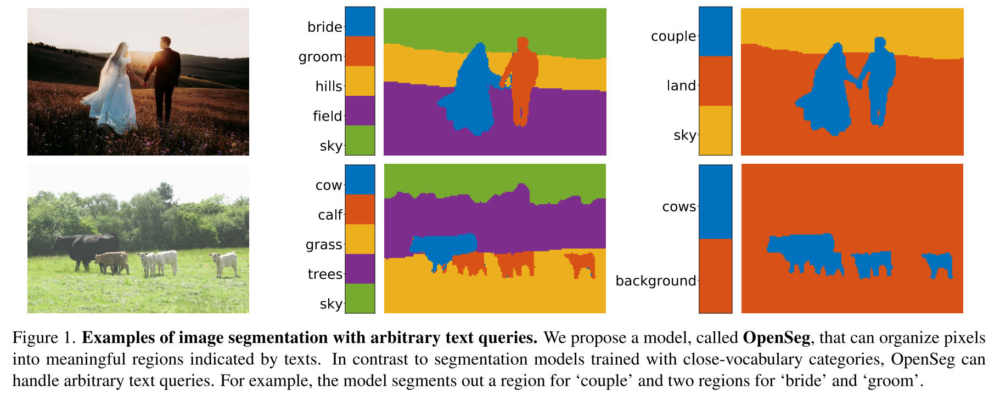 bride
groom
hills
field
sky
couple
land
sky
cow
calf
grass
trees
sky
cows
background
Figure 1. Examples of image segmentation with arbitrary text queries. We propose a model, called OpenSeg, that can organize pixels
into meaningful regions indicated by texts. In contrast to segmentation models trained with close-vocabulary categories, OpenSeg can
handle arbitrary text queries. For example, the model segments out a region for ‘couple’ and two regions for ‘bride’ and ‘groom’.